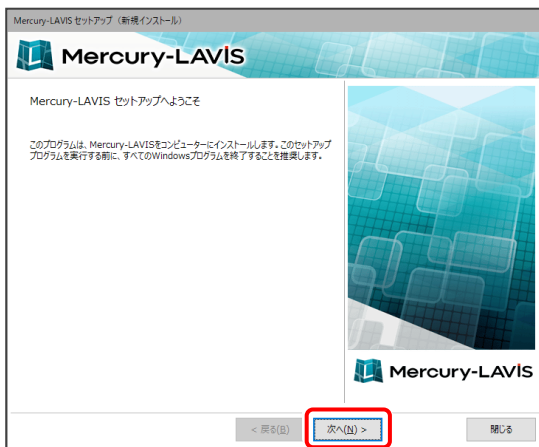 Mercury-LAVIS セットアップ（新規インストール）
Mercury-LAVIS
Mercury-LAVIS セットアップへようこそ
このプログラムは、Mercury-LAVISをコンピューターにインストールします。このセットアップ
プログラムを実行する前に、すべてのWindowsプログラムを終了することを推奨します。
Mercury-LAVIS
< 戻る(B)
次へ(N) >
閉じる